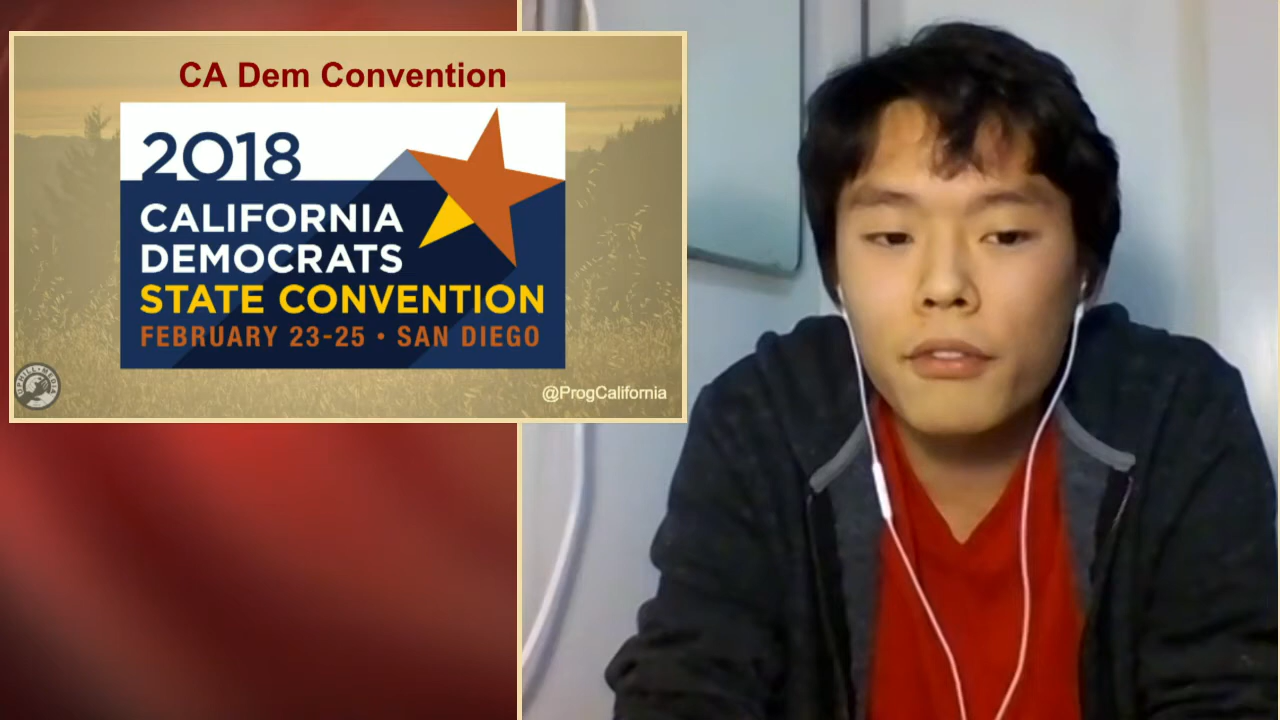 CA Dem Convention
2018
CALIFORNIA
DEMOCRATS
STATE CONVENTION
FEBRUARY 23-25 • SAN DIEGO
@ProgCalifornia